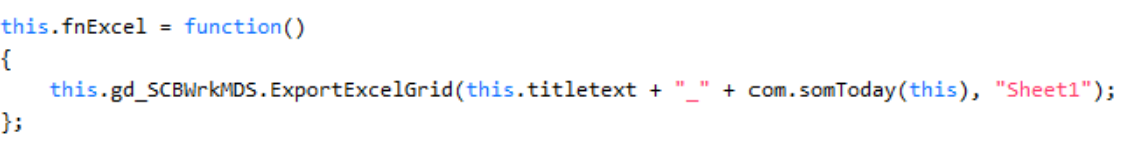 this.fnExcel = function()
{
    this.gd_SCBWrkMDS.ExportExcelGrid(this.titletext + "_" + com.somToday(this), "Sheet1");
};